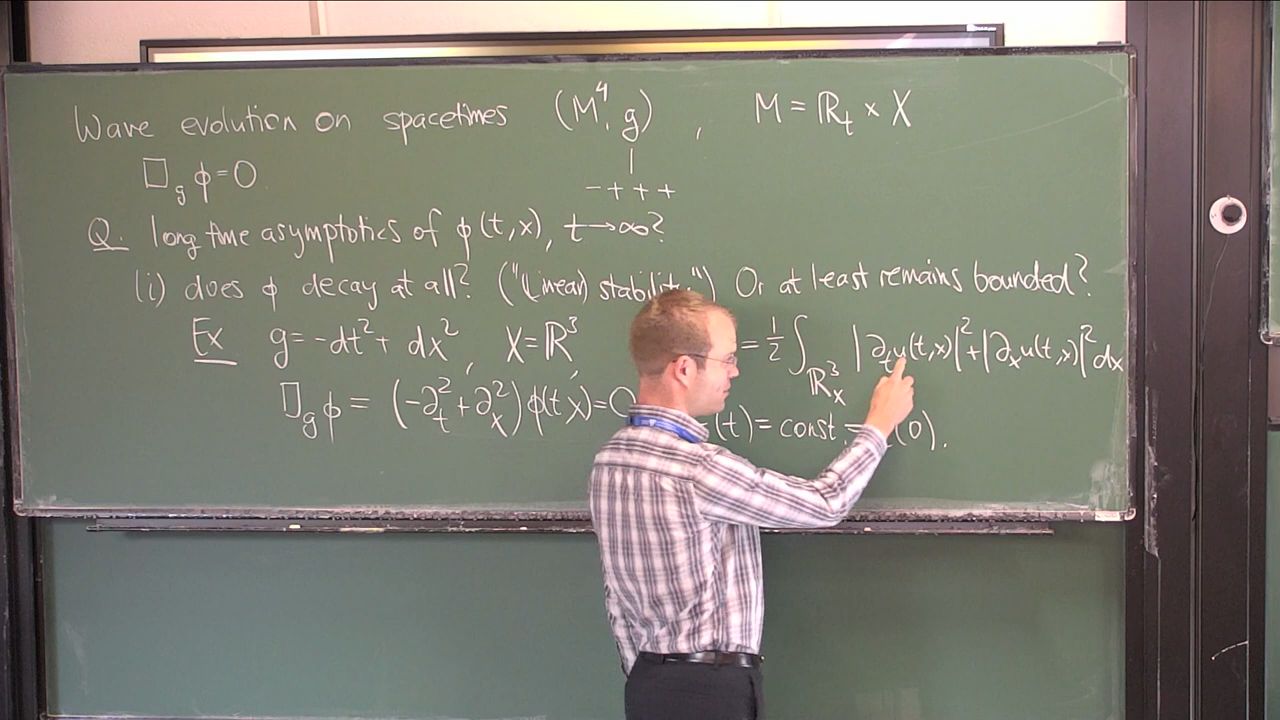 Wave evolution on spacetimes (M⁴, g), M = ℝ_t × X
- + + +
□_g ϕ = 0
Q. long time asymptotics of ϕ(t,x), t→∞?
(i) does ϕ decay at all? ("(Linear) stability") Or at least remains bounded?
Ex g = -dt² + dx², X = ℝ³
= 1/2 ∫_{ℝ³_x} |∂_t u(t,x)|² + |∂_x u(t,x)|² dx
□_g ϕ = (-∂_t² + ∂_x²) ϕ(t,x) = 0
(t) = const. = (0).